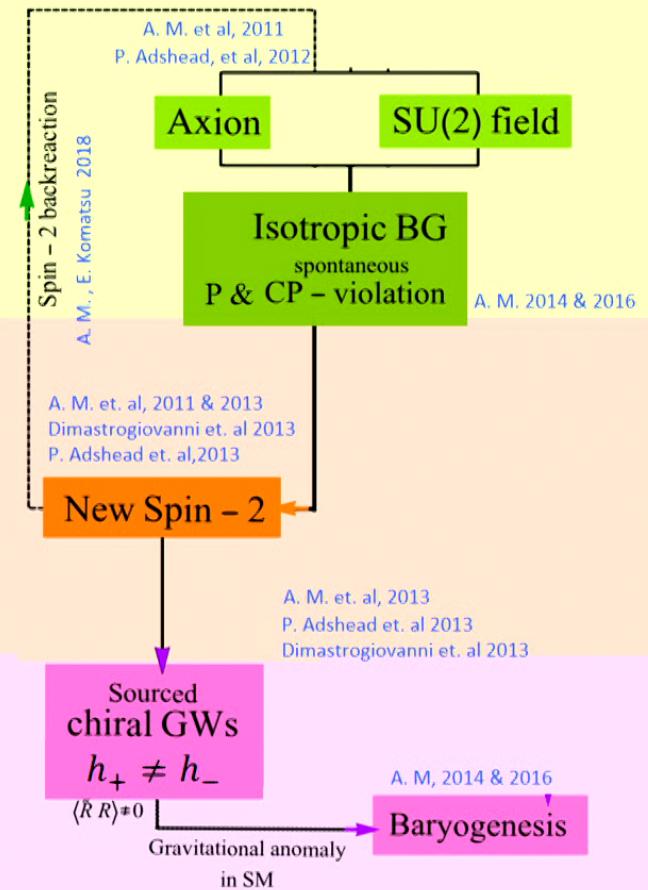 A. M. et al, 2011
P. Adshead, et al, 2012
Axion
SU(2) field
Spin – 2 backreaction
A. M. , E. Komatsu 2018
Isotropic BG
spontaneous
P & CP – violation
A. M. 2014 & 2016
A. M. et. al, 2011 & 2013
Dimastrogiovanni et. al 2013
P. Adshead et. al,2013
New Spin – 2
A. M. et. al, 2013
P. Adshead et. al 2013
Dimastrogiovanni et. al 2013
Sourced
chiral GWs
h₊ ≠ h₋
⟨R̃ R⟩≠0
A. M, 2014 & 2016
Baryogenesis
Gravitational anomaly
in SM